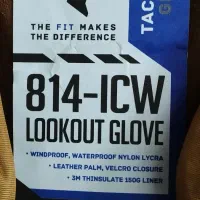 THE FIT MAKES
THE DIFFERENCE
TAC
814-ICW
LOOKOUT GLOVE
• WINDPROOF, WATERPROOF NYLON LYCRA
• LEATHER PALM, VELCRO CLOSURE
• 3M THINSULATE 150G LINER